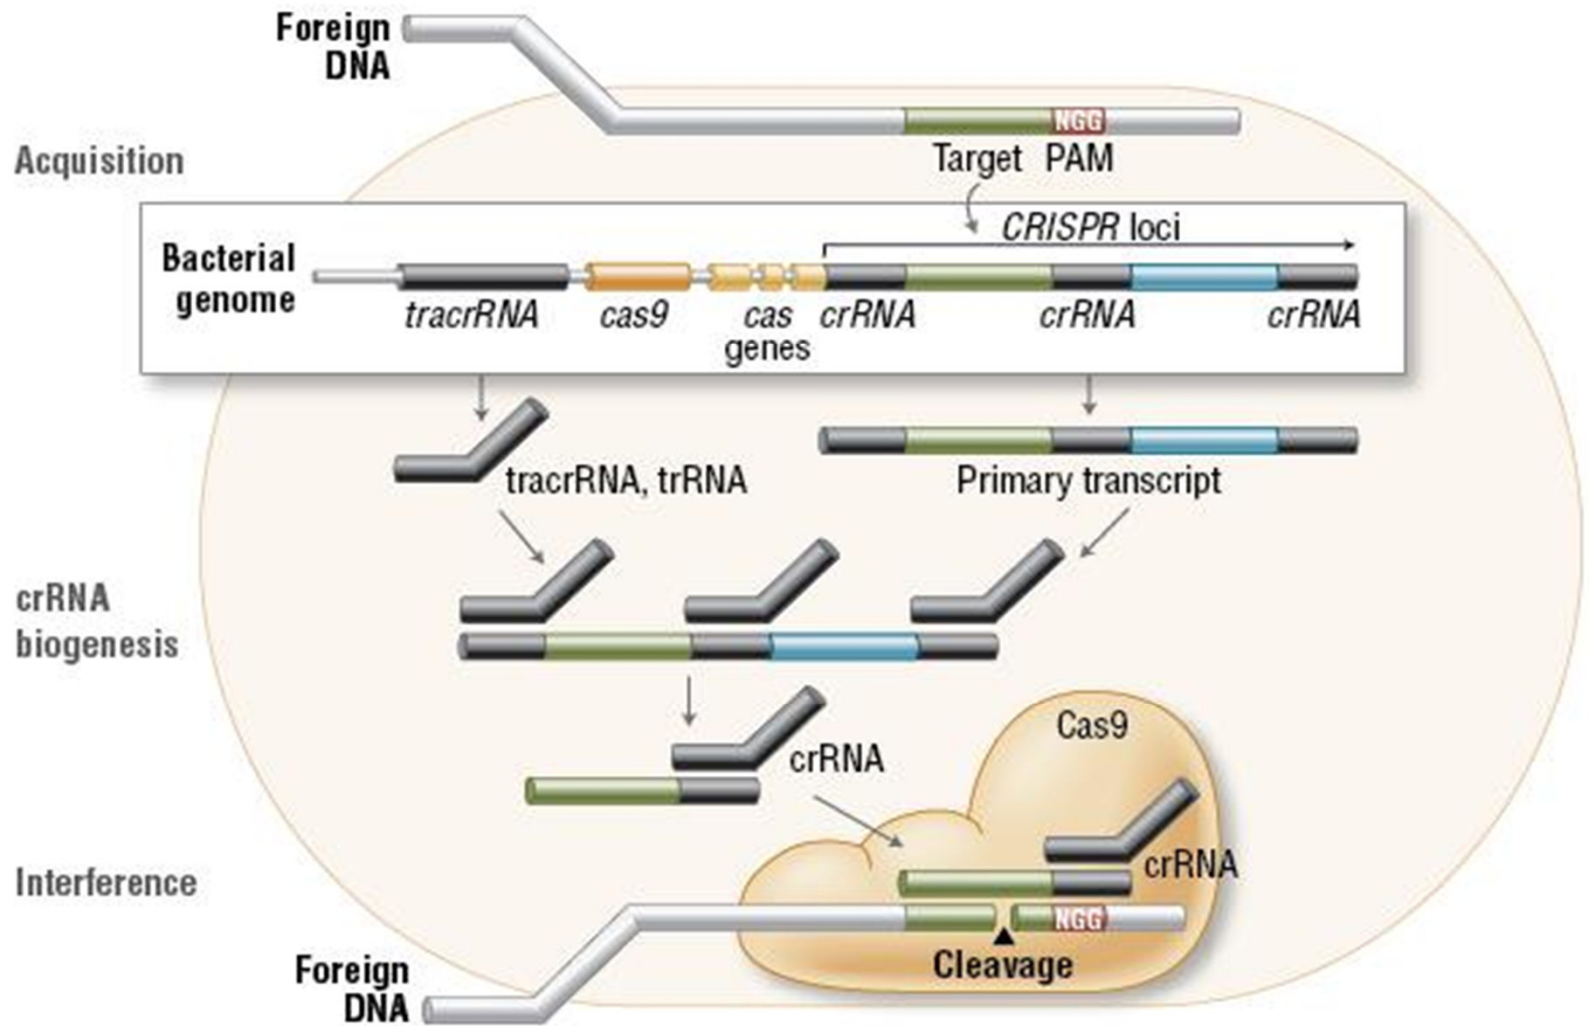 Foreign
DNA
NGG
Target PAM
Acquisition
CRISPR loci
Bacterial
genome
tracrRNA
cas9
cas
genes
crRNA
crRNA
crRNA
tracrRNA, trRNA
Primary transcript
crRNA
biogenesis
Cas9
crRNA
crRNA
Interference
NGG
Cleavage
Foreign
DNA